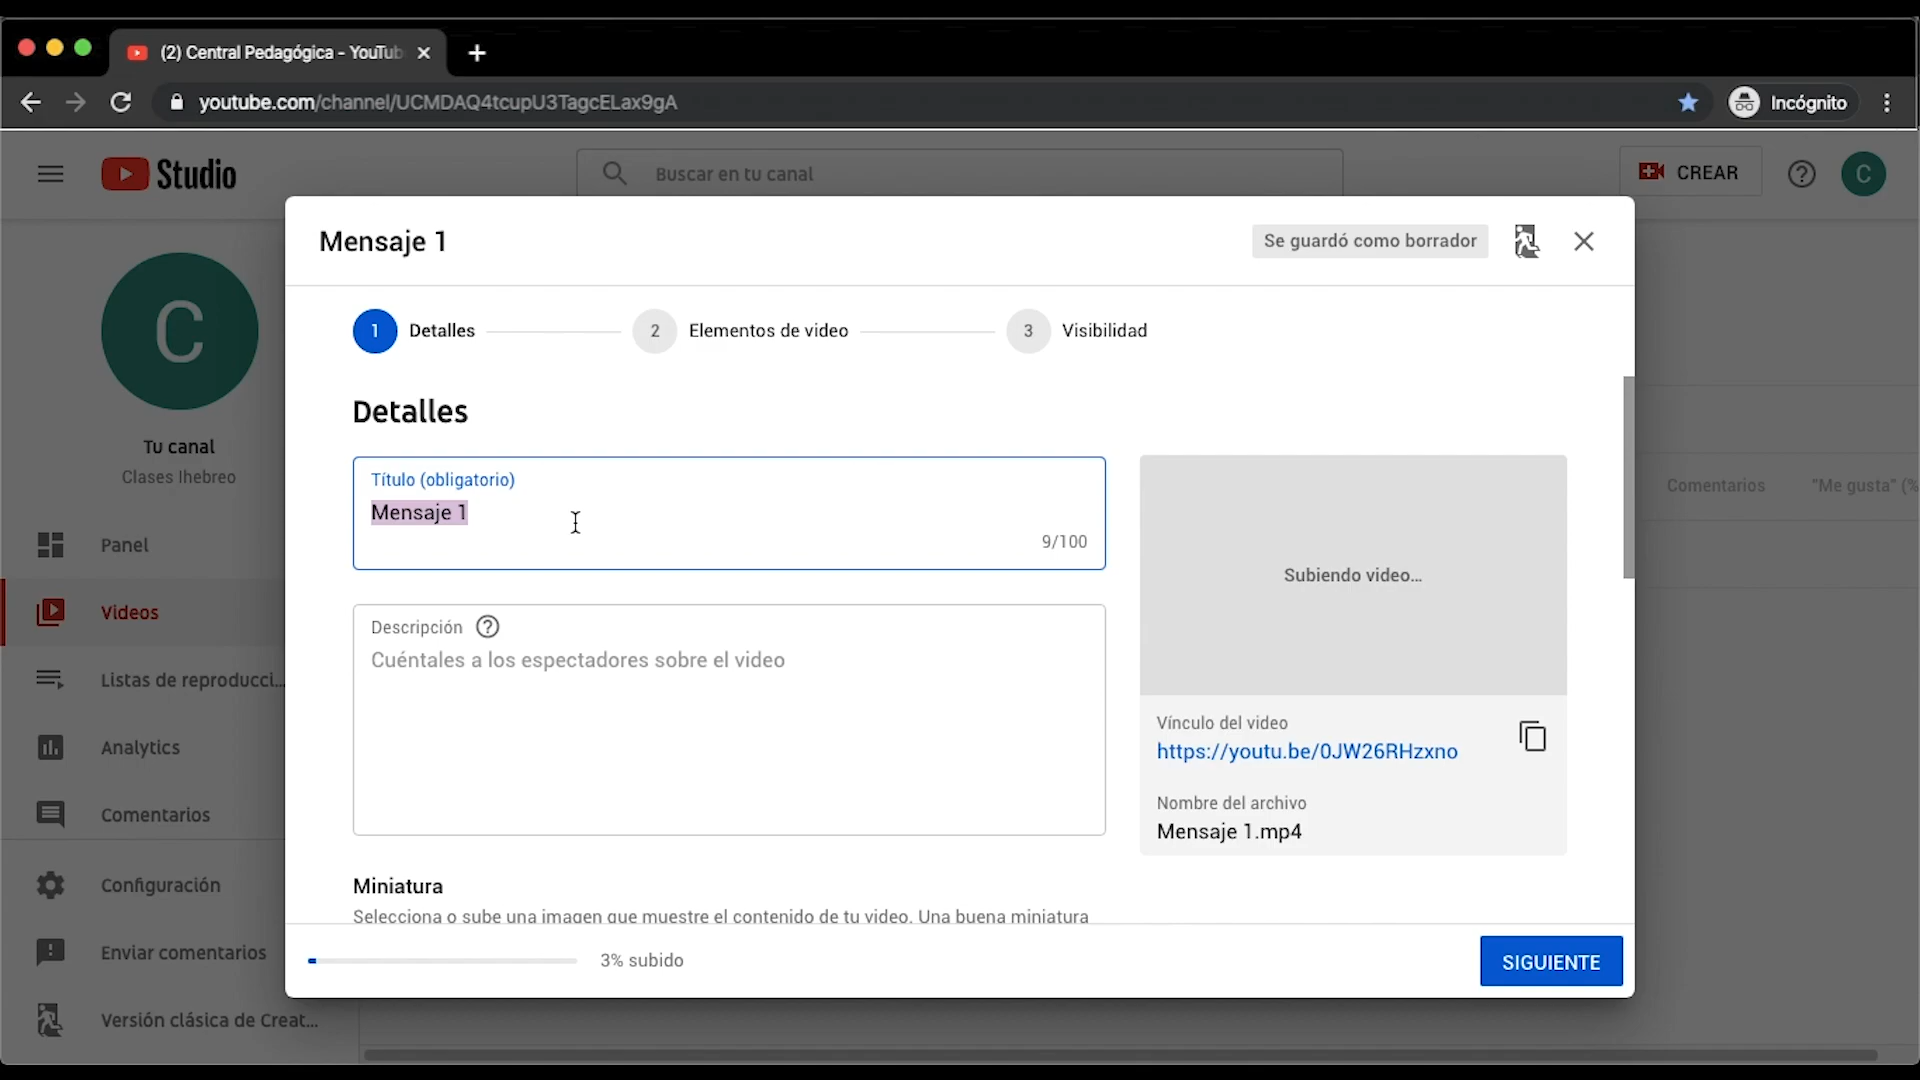 (2) Central Pedagógica - YouTub
youtube.com/channel/UCMDAQ4tcupU3TagcELax9gA
Incógnito
Studio
Buscar en tu canal
CREAR
C
Mensaje 1
Se guardó como borrador
1 Detalles
2 Elementos de video
3 Visibilidad
Detalles
Título (obligatorio)
Mensaje 1
9/100
Descripción
Cuéntales a los espectadores sobre el video
Miniatura
Selecciona o sube una imagen que muestre el contenido de tu video. Una buena miniatura
Subiendo video...
Vínculo del video
https://youtu.be/0JW26RHzxno
Nombre del archivo
Mensaje 1.mp4
3% subido
SIGUIENTE
C
Tu canal
Clases Ihebreo
Panel
Videos
Listas de reproducci...
Analytics
Comentarios
Configuración
Enviar comentarios
Versión clásica de Creat...
Comentarios
"Me gusta" (%